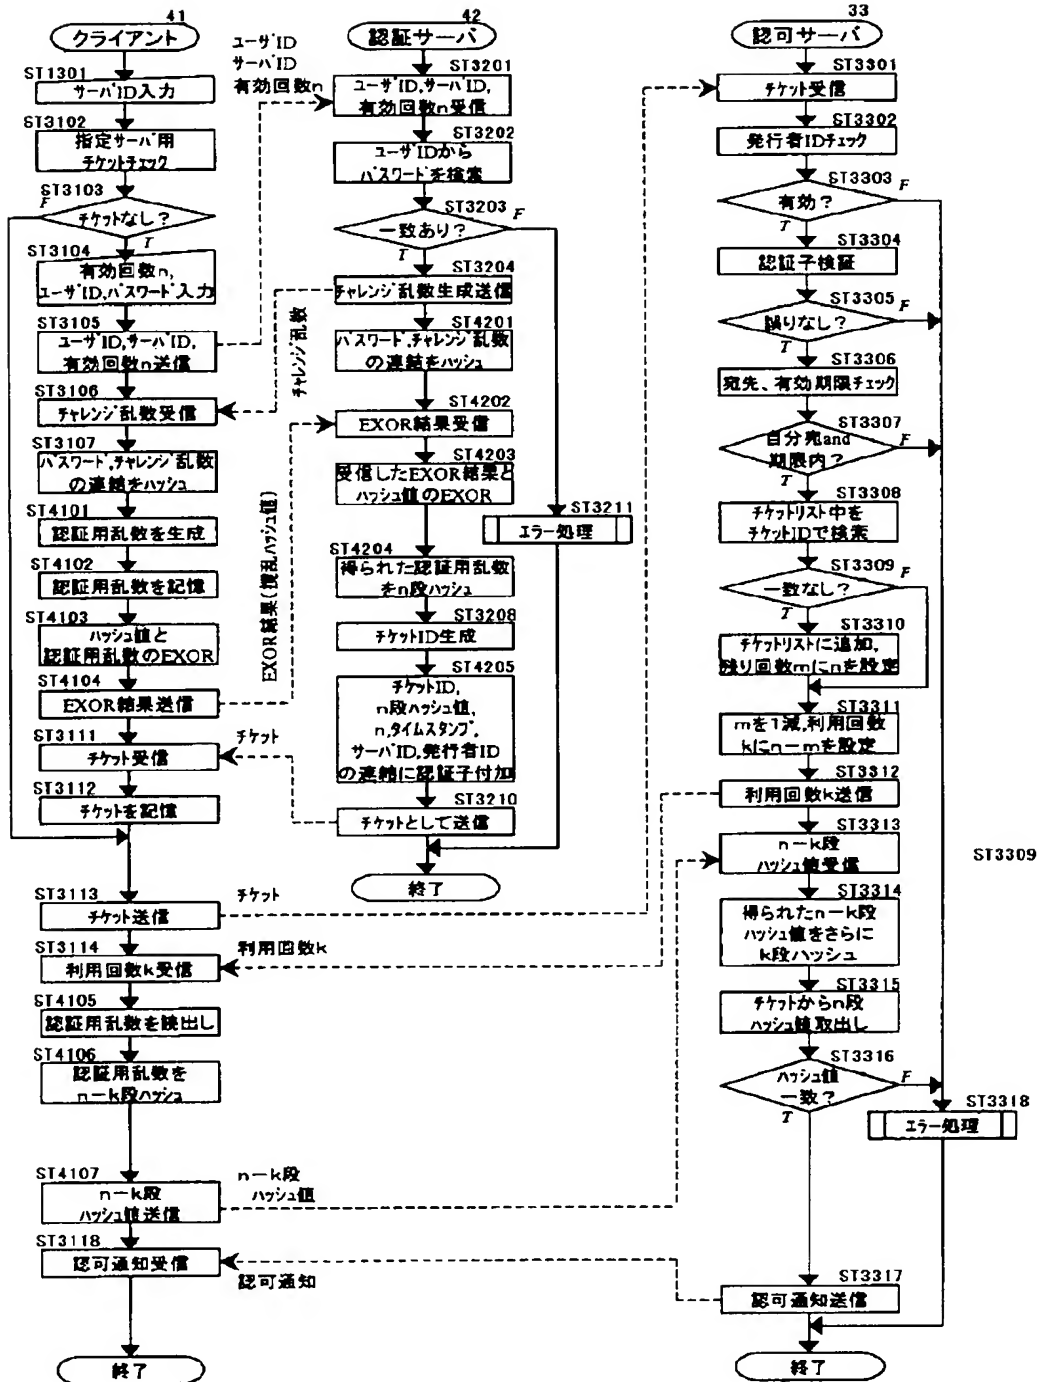 41
クライアント
ST1301
サーバID入力
ST3102
指定サーバ用
チケットチェック
ST3103
F
チケットなし?
T
ST3104
有効回数n,
ユーザID,パスワード入力
ST3105
ユーザID,サーバID,
有効回数n送信
ST3106
チャレンジ乱数受信
ST3107
パスワード,チャレンジ乱数
の連結をハッシュ
ST4101
認証用乱数を生成
ST4102
認証用乱数を記憶
ST4103
ハッシュ値と
認証用乱数のEXOR
ST4104
EXOR結果送信
ST3111
チケット受信
ST3112
チケットを記憶
ST3113
チケット送信
ST3114
利用回数k受信
ST4105
認証用乱数を読出し
ST4106
認証用乱数を
n-k段ハッシュ
ST4107
n-k段
ハッシュ値送信
ST3118
認可通知受信
終了
ユーザID
サーバID
有効回数n
チャレンジ乱数
EXOR結果(撹乱ハッシュ値)
チケット
チケット
利用回数k
n-k段
ハッシュ値
認可通知
42
認証サーバ
ST3201
ユーザID,サーバID,
有効回数n受信
ST3202
ユーザIDから
パスワードを検索
ST3203
F
一致あり?
T
ST3204
チャレンジ乱数生成送信
ST4201
パスワード,チャレンジ乱数
の連結をハッシュ
ST4202
EXOR結果受信
ST4203
受信したEXOR結果と
ハッシュ値のEXOR
ST3211
エラー処理
ST4204
得られた認証用乱数
をn段ハッシュ
ST3208
チケットID生成
ST4205
チケットID,
n段ハッシュ値,
n,タイムスタンプ,
サーバID,発行者ID
の連結に認証子付加
ST3210
チケットとして送信
終了
33
認可サーバ
ST3301
チケット受信
ST3302
発行者IDチェック
ST3303
F
有効?
T
ST3304
認証子検証
ST3305
誤りなし?
F
T
ST3306
宛先、有効期限チェック
ST3307
自分宛and
期限内?
F
T
ST3308
チケットリスト中を
チケットIDで検索
ST3309
F
一致なし?
T
ST3310
チケットリストに追加,
残り回数mにnを設定
ST3311
mを1減,利用回数
kにn-mを設定
ST3312
利用回数k送信
ST3313
n-k段
ハッシュ値受信
ST3309
ST3314
得られたn-k段
ハッシュ値をさらに
k段ハッシュ
ST3315
チケットからn段
ハッシュ値取出し
ST3316
ハッシュ値
一致?
F
T
ST3318
エラー処理
ST3317
認可通知送信
終了